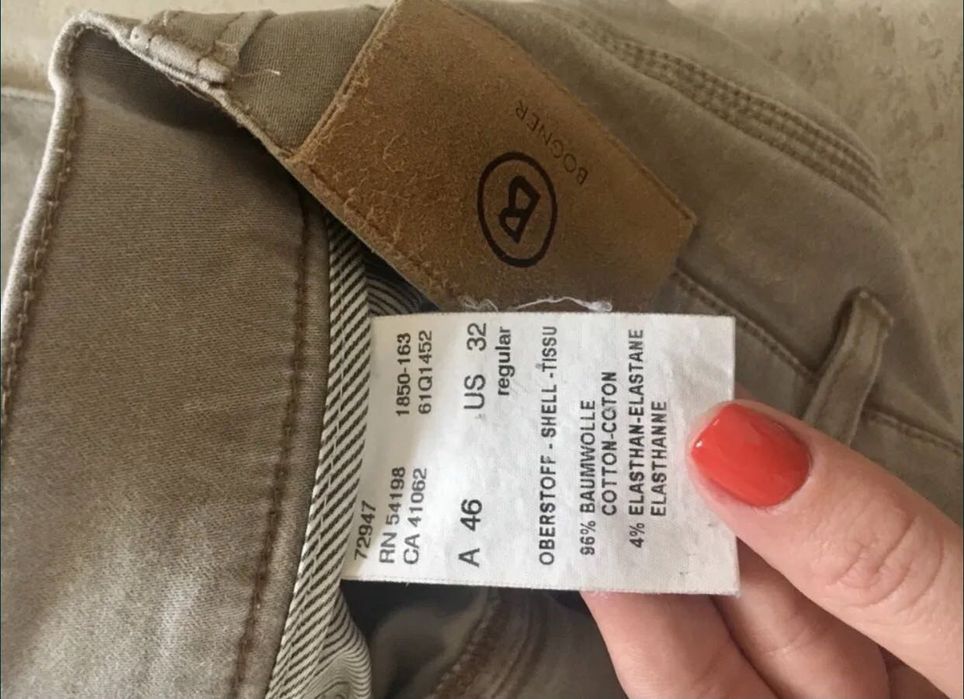 BOGNER
B
72947
RN 54198 1850-163
CA 41062 61Q1452
A 46 US 32
regular
OBERSTOFF - SHELL -TISSU
96% BAUMWOLLE
COTTON-COTON
4% ELASTHAN-ELASTANE
ELASTHANNE